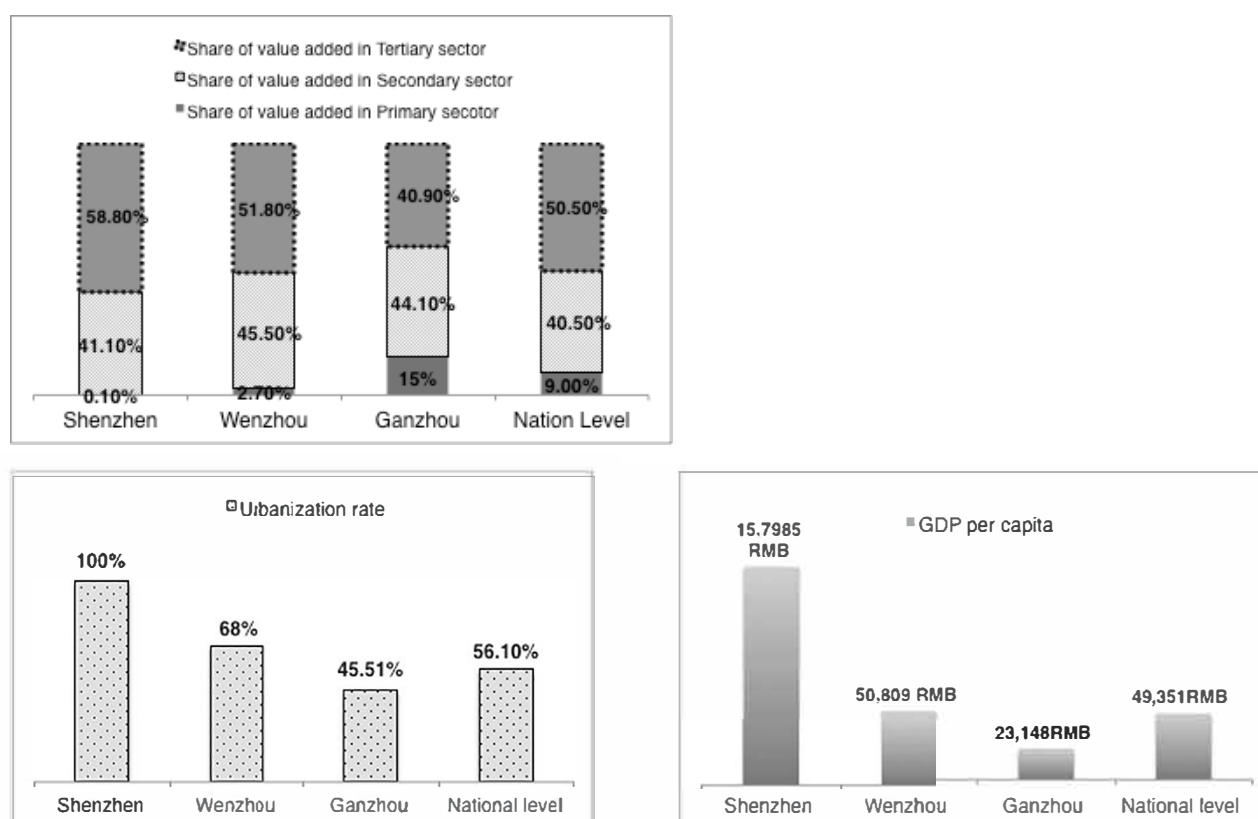 Share of value added in Tertiary sector
Share of value added in Secondary sector
Share of value added in Primary secotor
58.80%
51.80%
40.90%
50.50%
41.10%
45.50%
44.10%
40.50%
0.10%
2.70%
15%
9.00%
Shenzhen
Wenzhou
Ganzhou
Nation Level
Urbanization rate
100%
68%
45.51%
56.10%
Shenzhen
Wenzhou
Ganzhou
National level
GDP per capita
15,7985
RMB
50,809 RMB
23,148RMB
49,351RMB
Shenzhen
Wenzhou
Ganzhou
National level